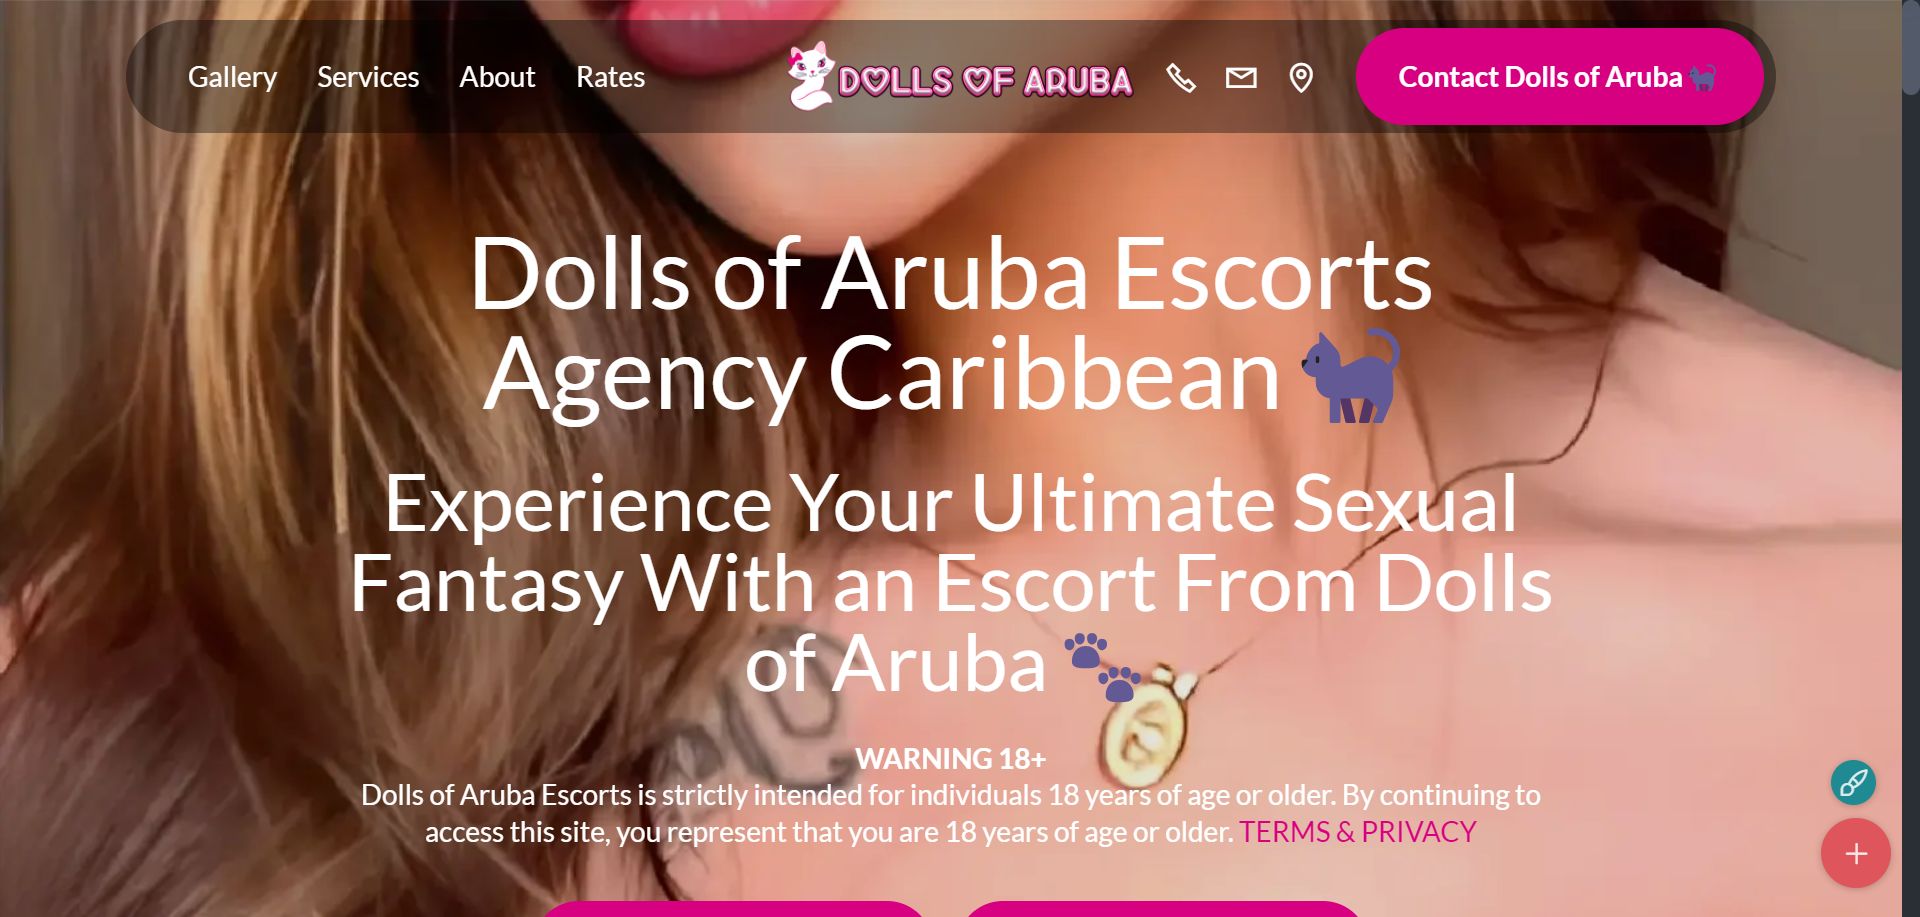 Gallery Services About Rates DOLLS OF ARUBA Contact Dolls of Aruba
Dolls of Aruba Escorts
Agency Caribbean
Experience Your Ultimate Sexual
Fantasy With an Escort From Dolls
of Aruba
WARNING 18+
Dolls of Aruba Escorts is strictly intended for individuals 18 years of age or older. By continuing to
access this site, you represent that you are 18 years of age or older. TERMS & PRIVACY